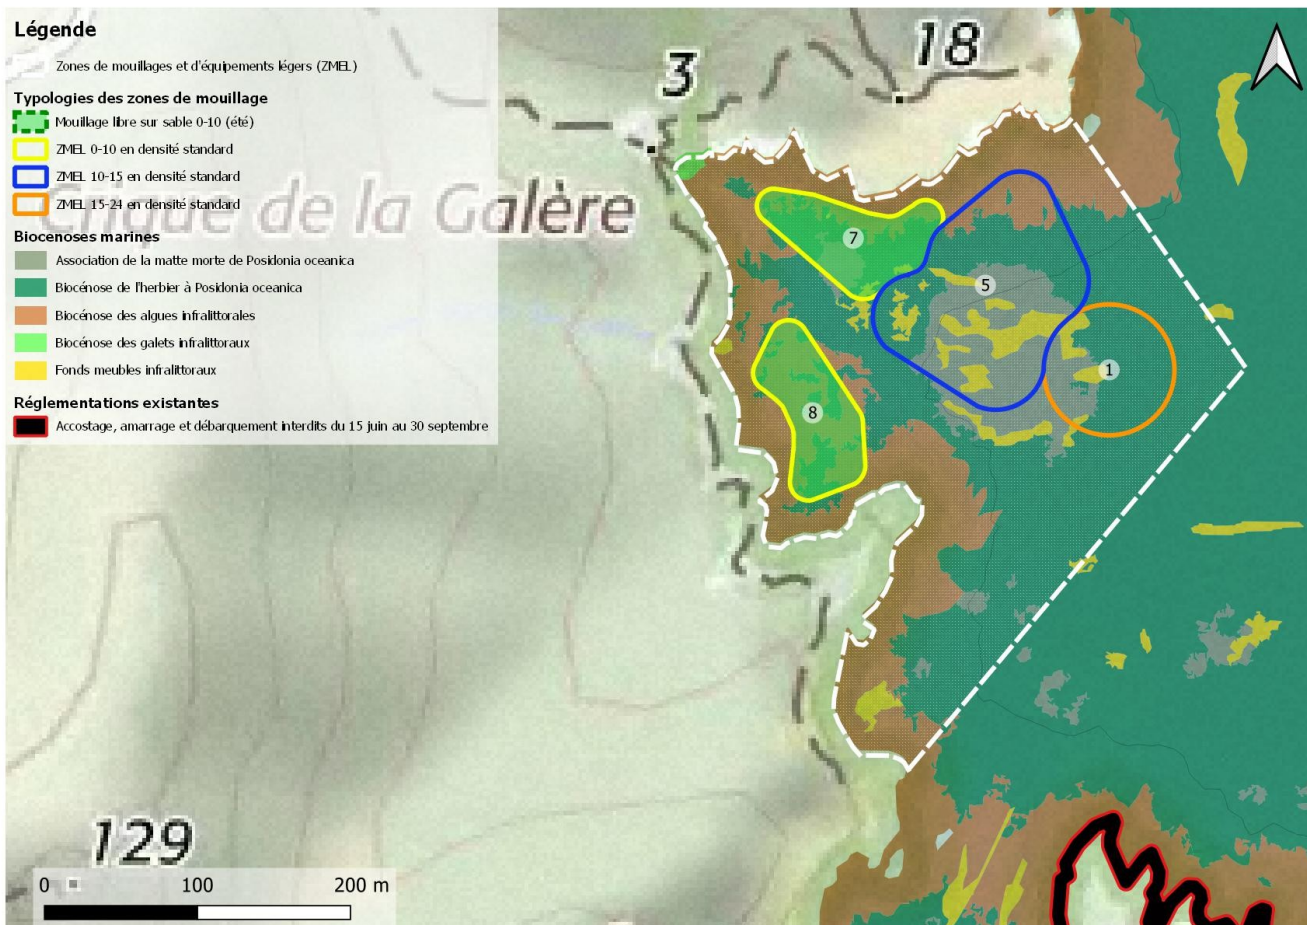 Légende
Zones de mouillages et d'équipements légers (ZMEL)
Typologies des zones de mouillage
Mouillage libre sur sable 0-10 (été)
ZMEL 0-10 en densité standard
ZMEL 10-15 en densité standard
ZMEL 15-24 en densité standard
Biocenoses marines
Association de la matte morte de Posidonia oceanica
Biocénose de l'herbier à Posidonia oceanica
Biocénose des algues infralittorales
Biocénose des galets infralittoraux
Fonds meubles infralittoraux
Réglementations existantes
Accostage, amarrage et débarquement interdits du 15 juin au 30 septembre
18
3
Crique de la Galère
7
5
1
8
129
0 100 200 m